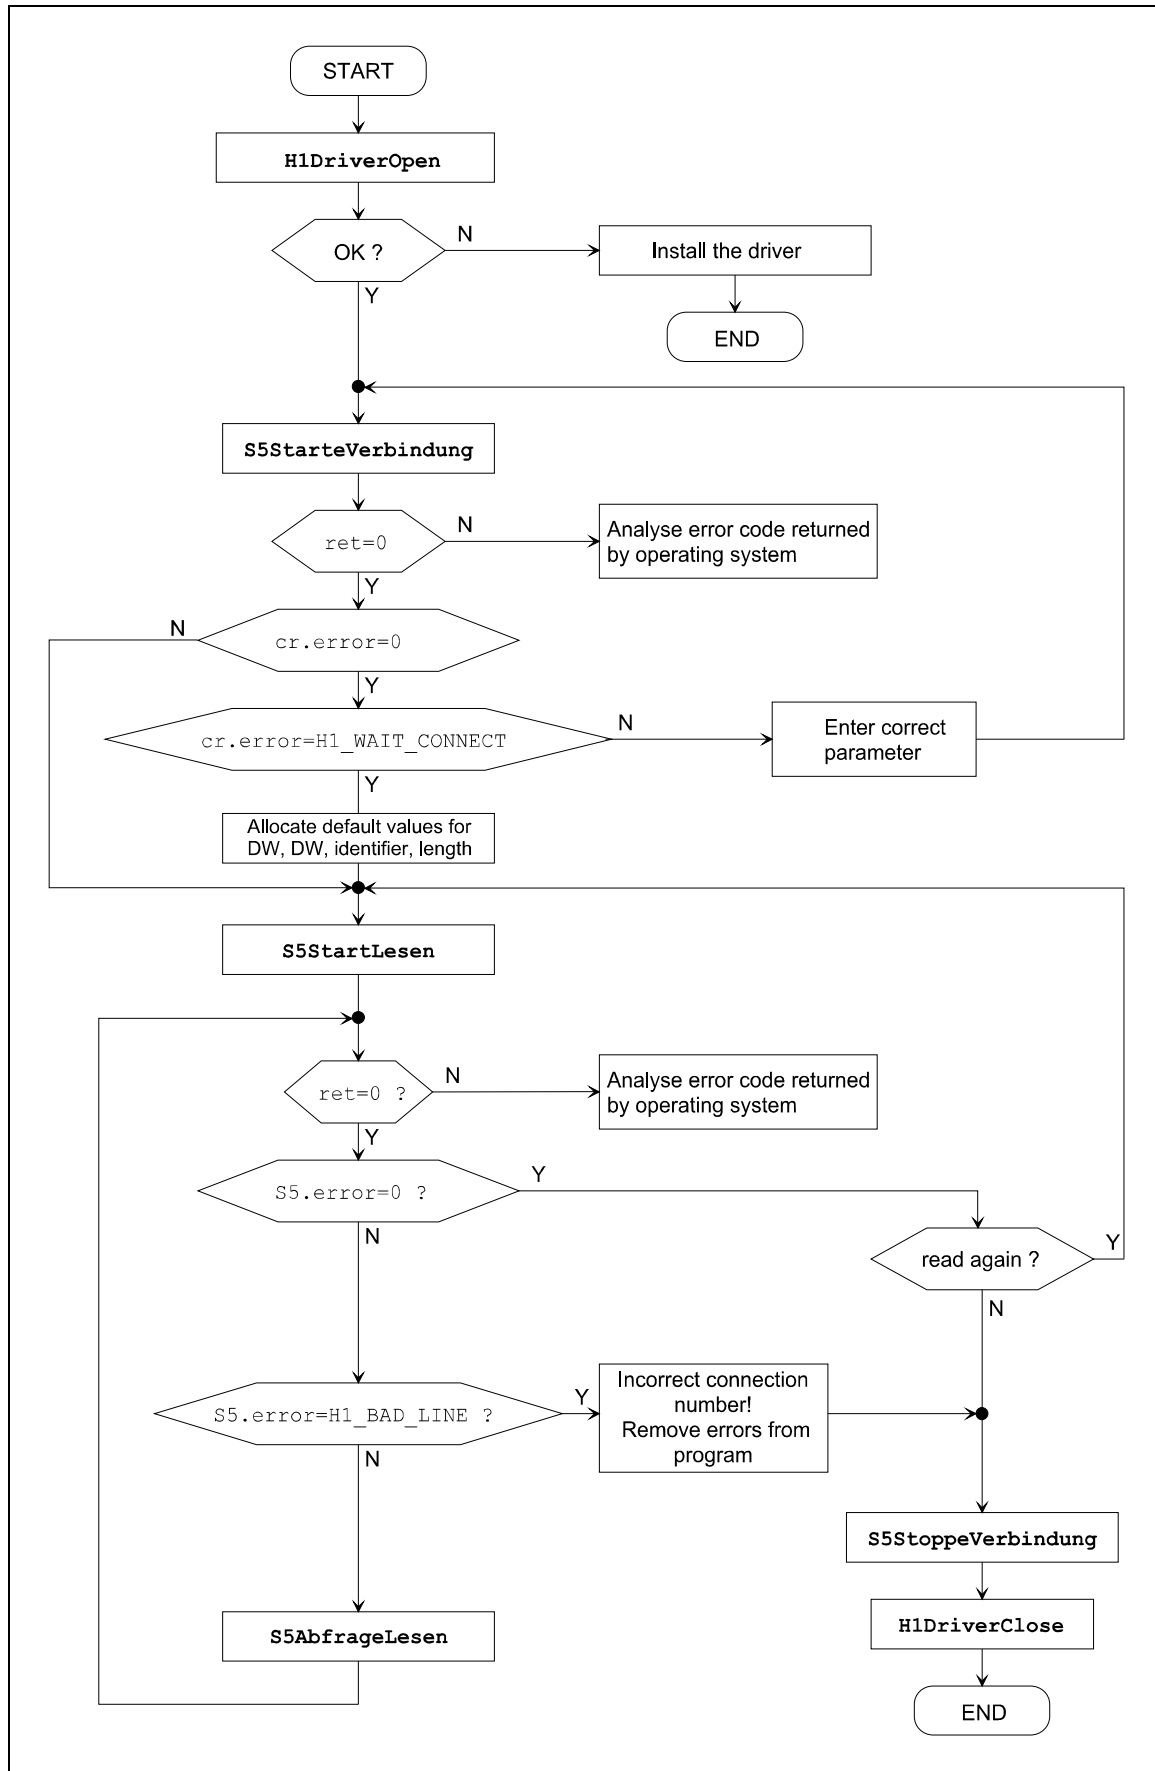 START
H1DriverOpen
OK ?
N
Install the driver
Y
END
S5StarteVerbindung
ret=0
N
Analyse error code returned
by operating system
Y
N
cr.error=0
Y
cr.error=H1_WAIT_CONNECT
N
Enter correct
parameter
Y
Allocate default values for
DW, DW, identifier, length
S5StartLesen
ret=0 ?
N
Analyse error code returned
by operating system
Y
S5.error=0 ?
Y
N
read again ?
Y
N
S5.error=H1_BAD_LINE ?
Y
Incorrect connection
number!
Remove errors from
program
N
S5StoppeVerbindung
S5AbfrageLesen
H1DriverClose
END